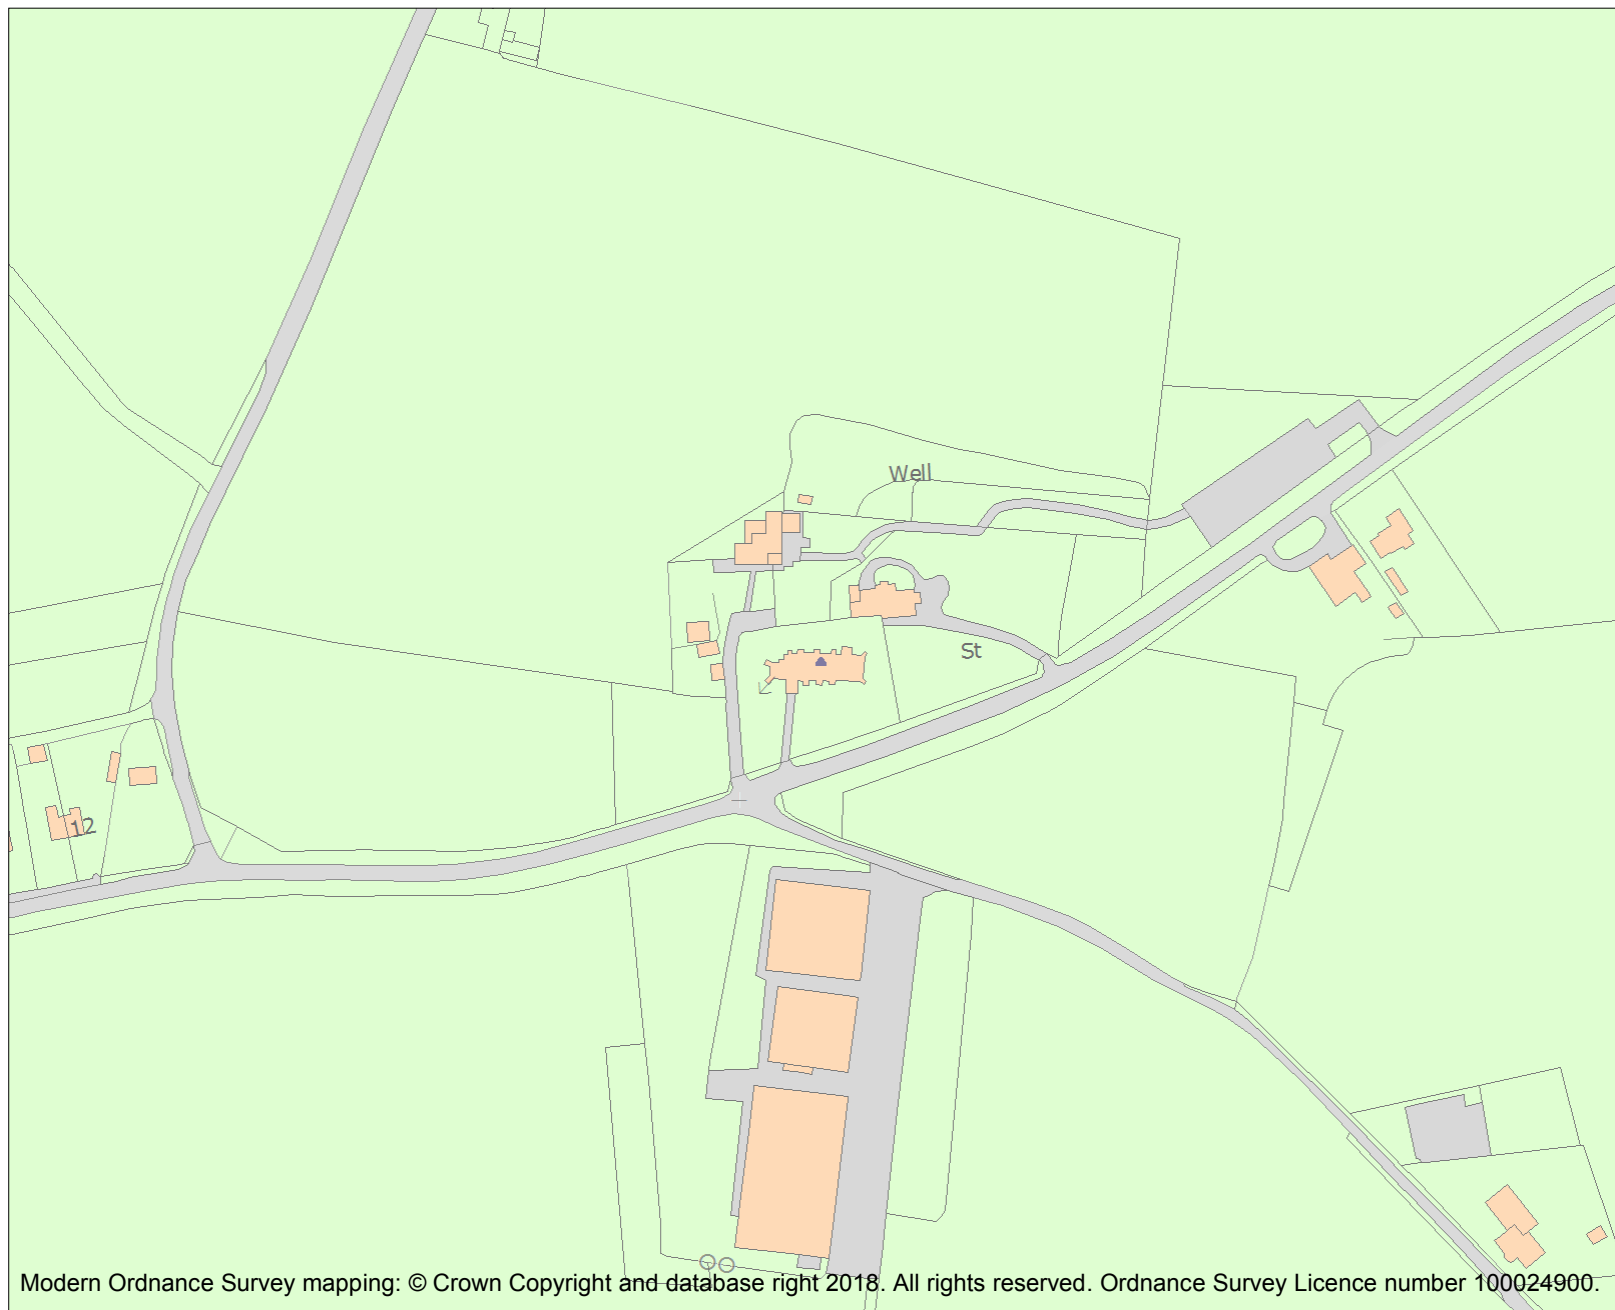 Well
St
12
Modern Ordnance Survey mapping: © Crown Copyright and database right 2018. All rights reserved. Ordnance Survey Licence number 100024900.